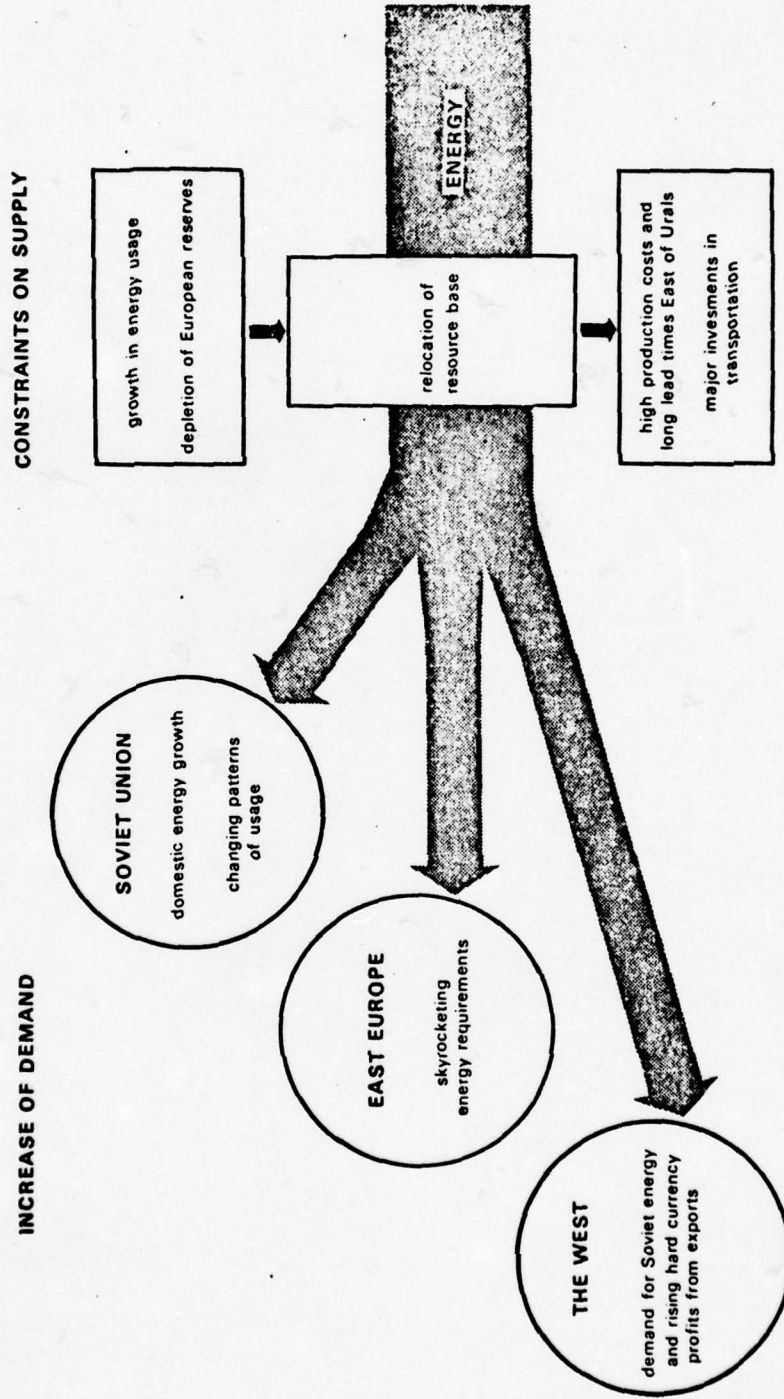 INCREASE OF DEMAND
CONSTRAINTS ON SUPPLY
SOVIET UNION
domestic energy growth
changing patterns
of usage
EAST EUROPE
skyrocketing
energy requirements
THE WEST
demand for Soviet energy
and rising hard currency
profits from exports
growth in energy usage
depletion of European reserves
relocation of
resource base
ENERGY
high production costs and
long lead times East of Urals
major invesments in
transportation